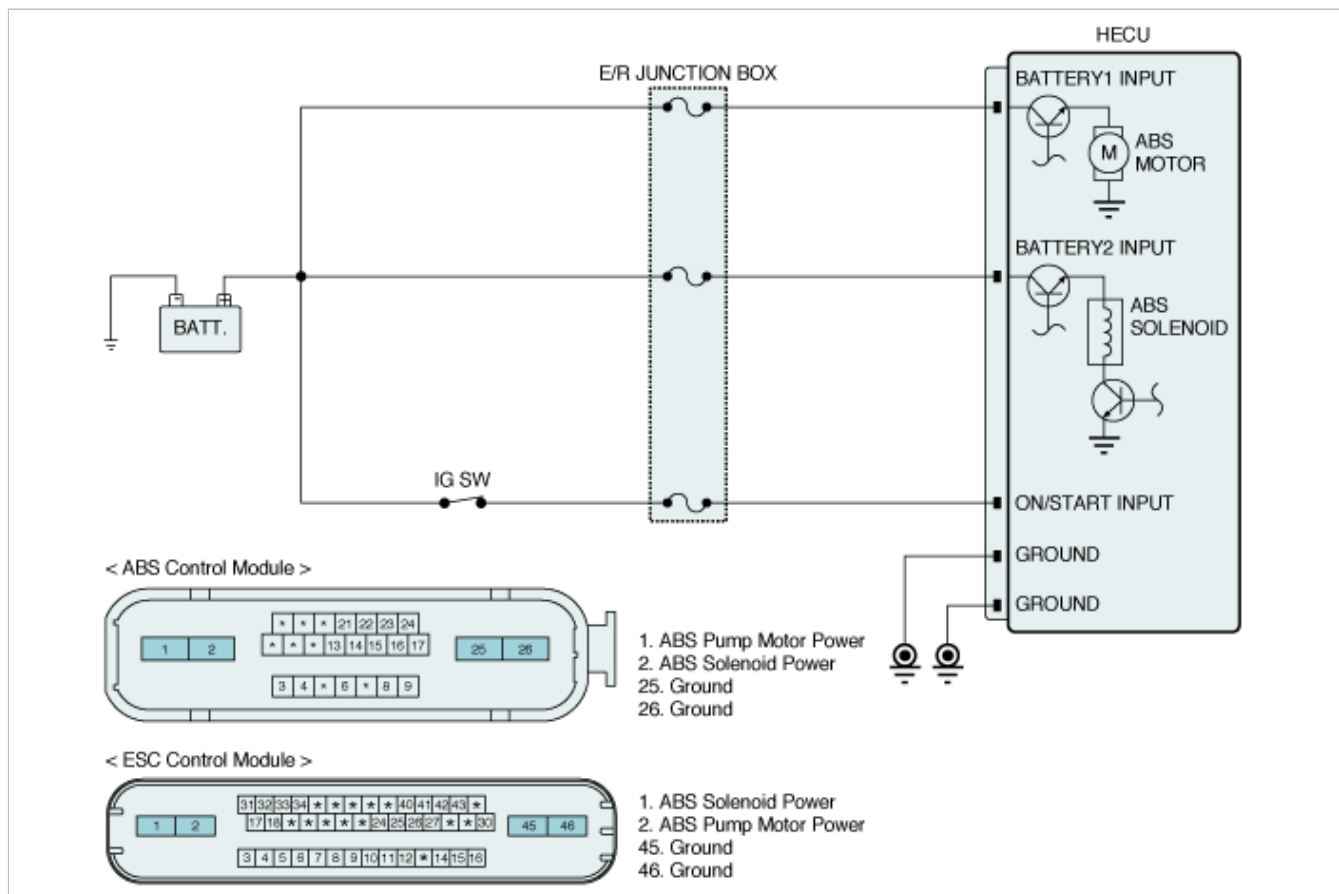 HECU
E/R JUNCTION BOX
BATTERY1 INPUT
M
ABS
MOTOR
BATTERY2 INPUT
- +
BATT.
ABS
SOLENOID
IG SW
ON/START INPUT
GROUND
GROUND
< ABS Control Module >
* * * 21 22 23 24
* * * 13 14 15 16 17
1 2
25 26
3 4 * 6 * 8 9
1. ABS Pump Motor Power
2. ABS Solenoid Power
25. Ground
26. Ground
< ESC Control Module >
31 32 33 34 * * * * * 40 41 42 43 *
17 18 * * * * * 24 25 26 27 * * 30
1 2
45 46
3 4 5 6 7 8 9 10 11 12 * 14 15 16
1. ABS Solenoid Power
2. ABS Pump Motor Power
45. Ground
46. Ground